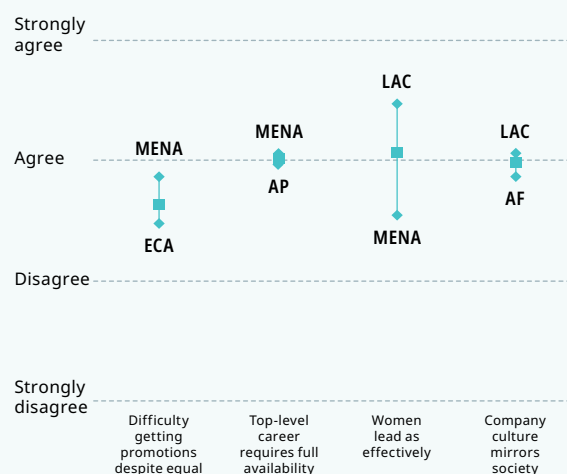 Strongly
agree
LAC
MENA
LAC
MENA
Agree
AP
AF
MENA
ECA
Disagree
Strongly
disagree
Difficulty
getting
promotions
despite equal
Top-level
career
requires full
availability
Women
lead as
effectively
Company
culture
mirrors
society